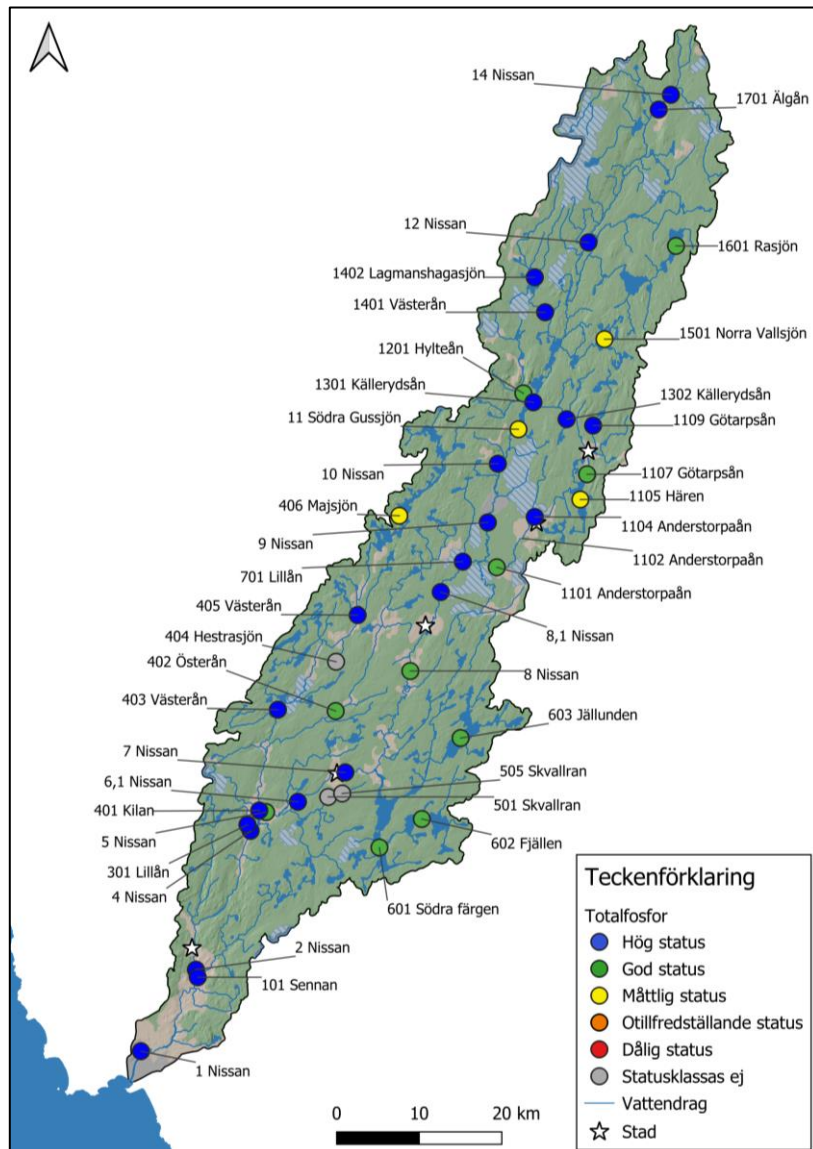 14 Nissan
1701 Älgån
12 Nissan
1601 Rasjön
1402 Lagmanshagasjön
1401 Västerån
1501 Norra Vallsjön
1201 Hylteån
1301 Källerydsån
1302 Källerydsån
11 Södra Gussjön
1109 Götarpsån
10 Nissan
1107 Götarpsån
1105 Hären
406 Majsjön
1104 Anderstorpaån
9 Nissan
1102 Anderstorpaån
701 Lillån
1101 Anderstorpaån
405 Västerån
8,1 Nissan
404 Hestrasjön
402 Österån
8 Nissan
403 Västerån
603 Jällunden
7 Nissan
505 Skvallran
6,1 Nissan
501 Skvallran
401 Kilan
5 Nissan
602 Fjällen
301 Lillån
4 Nissan
601 Södra färgen
2 Nissan
101 Sennan
1 Nissan
0 10 20 km
Teckenförklaring
Totalfosfor
Hög status
God status
Måttlig status
Otillfredställande status
Dålig status
Statusklassas ej
Vattendrag
Stad